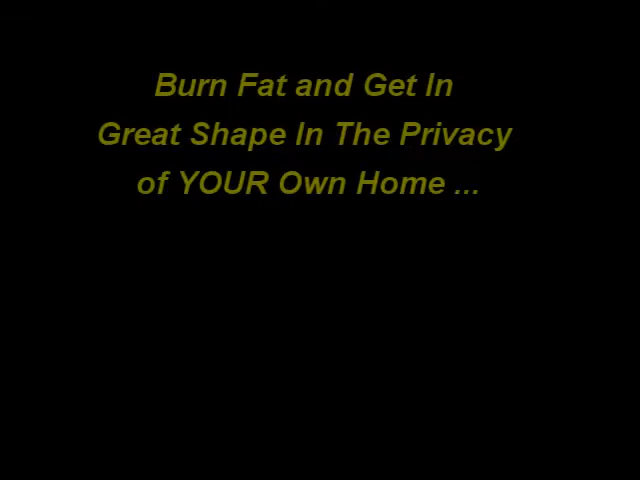 Burn Fat and Get In
Great Shape In The Privacy
of YOUR Own Home ...